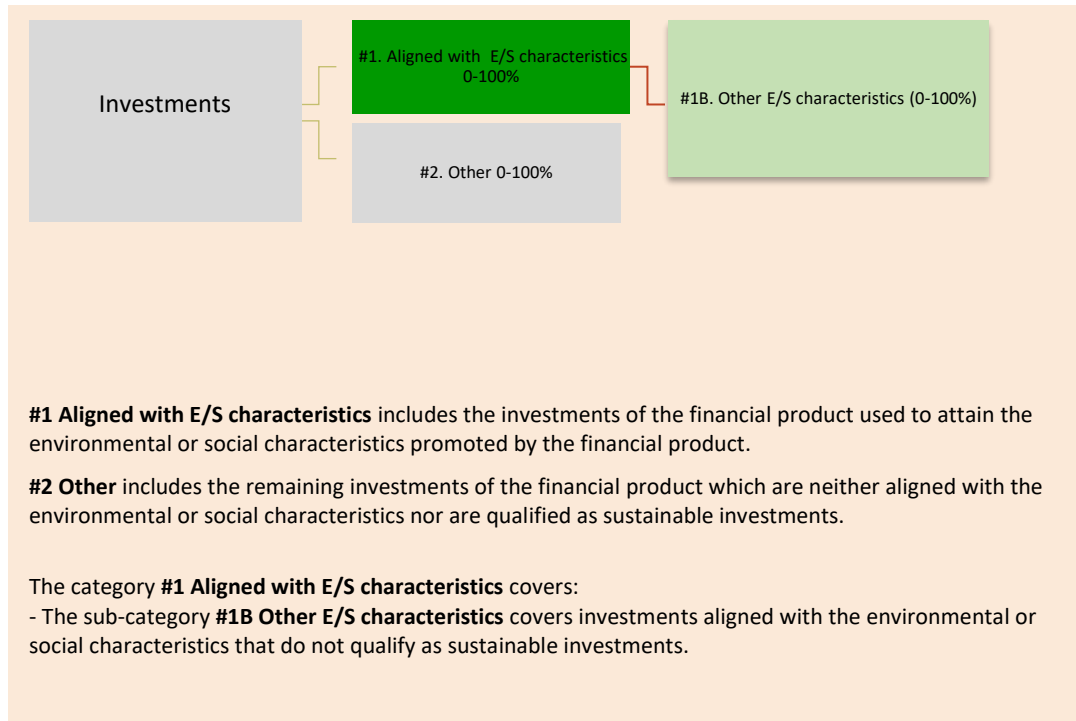 Investments
#1. Aligned with E/S characteristics
0-100%
#1B. Other E/S characteristics (0-100%)
#2. Other 0-100%
#1 Aligned with E/S characteristics includes the investments of the financial product used to attain the
environmental or social characteristics promoted by the financial product.
#2 Other includes the remaining investments of the financial product which are neither aligned with the
environmental or social characteristics nor are qualified as sustainable investments.
The category #1 Aligned with E/S characteristics covers:
- The sub-category #1B Other E/S characteristics covers investments aligned with the environmental or
social characteristics that do not qualify as sustainable investments.